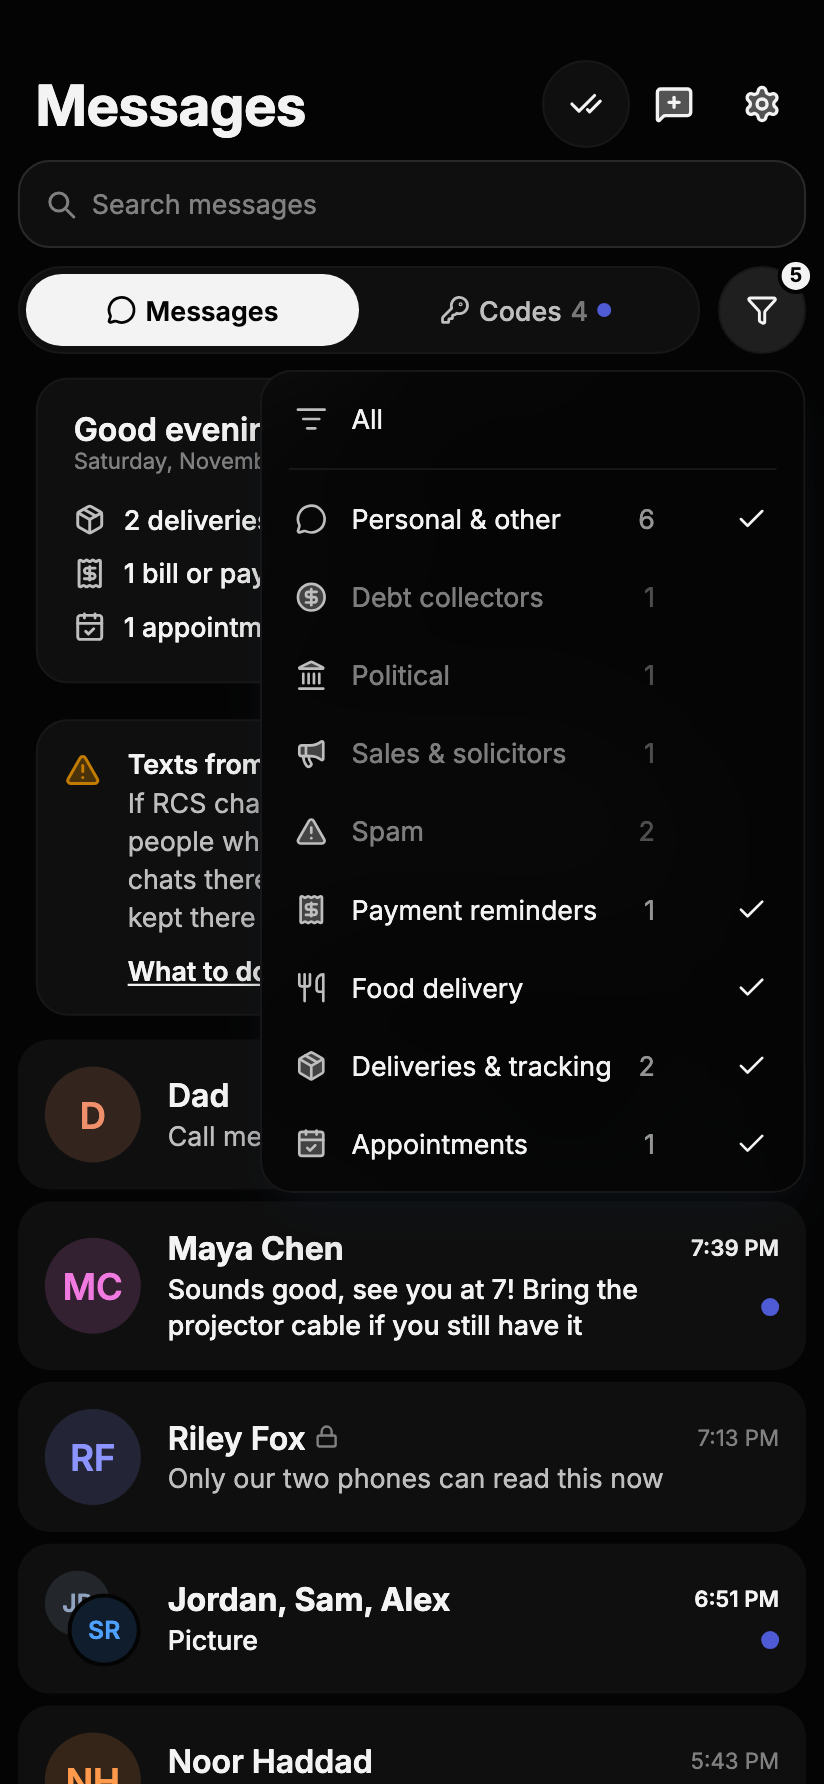 Messages
Search messages
Messages
Codes 4
5
Good evenin
Saturday, Novemb
2 deliveries
1 bill or pay
1 appointm
All
Personal & other 6
Debt collectors 1
Political 1
Sales & solicitors 1
Spam 2
Payment reminders 1
Food delivery
Deliveries & tracking 2
Appointments 1
Texts from
If RCS cha
people wh
chats there
kept there
What to do
D
Dad
Call me
MC
Maya Chen
7:39 PM
Sounds good, see you at 7! Bring the
projector cable if you still have it
RF
Riley Fox
7:13 PM
Only our two phones can read this now
SR
Jordan, Sam, Alex
6:51 PM
Picture
NH
Noor Haddad
5:43 PM